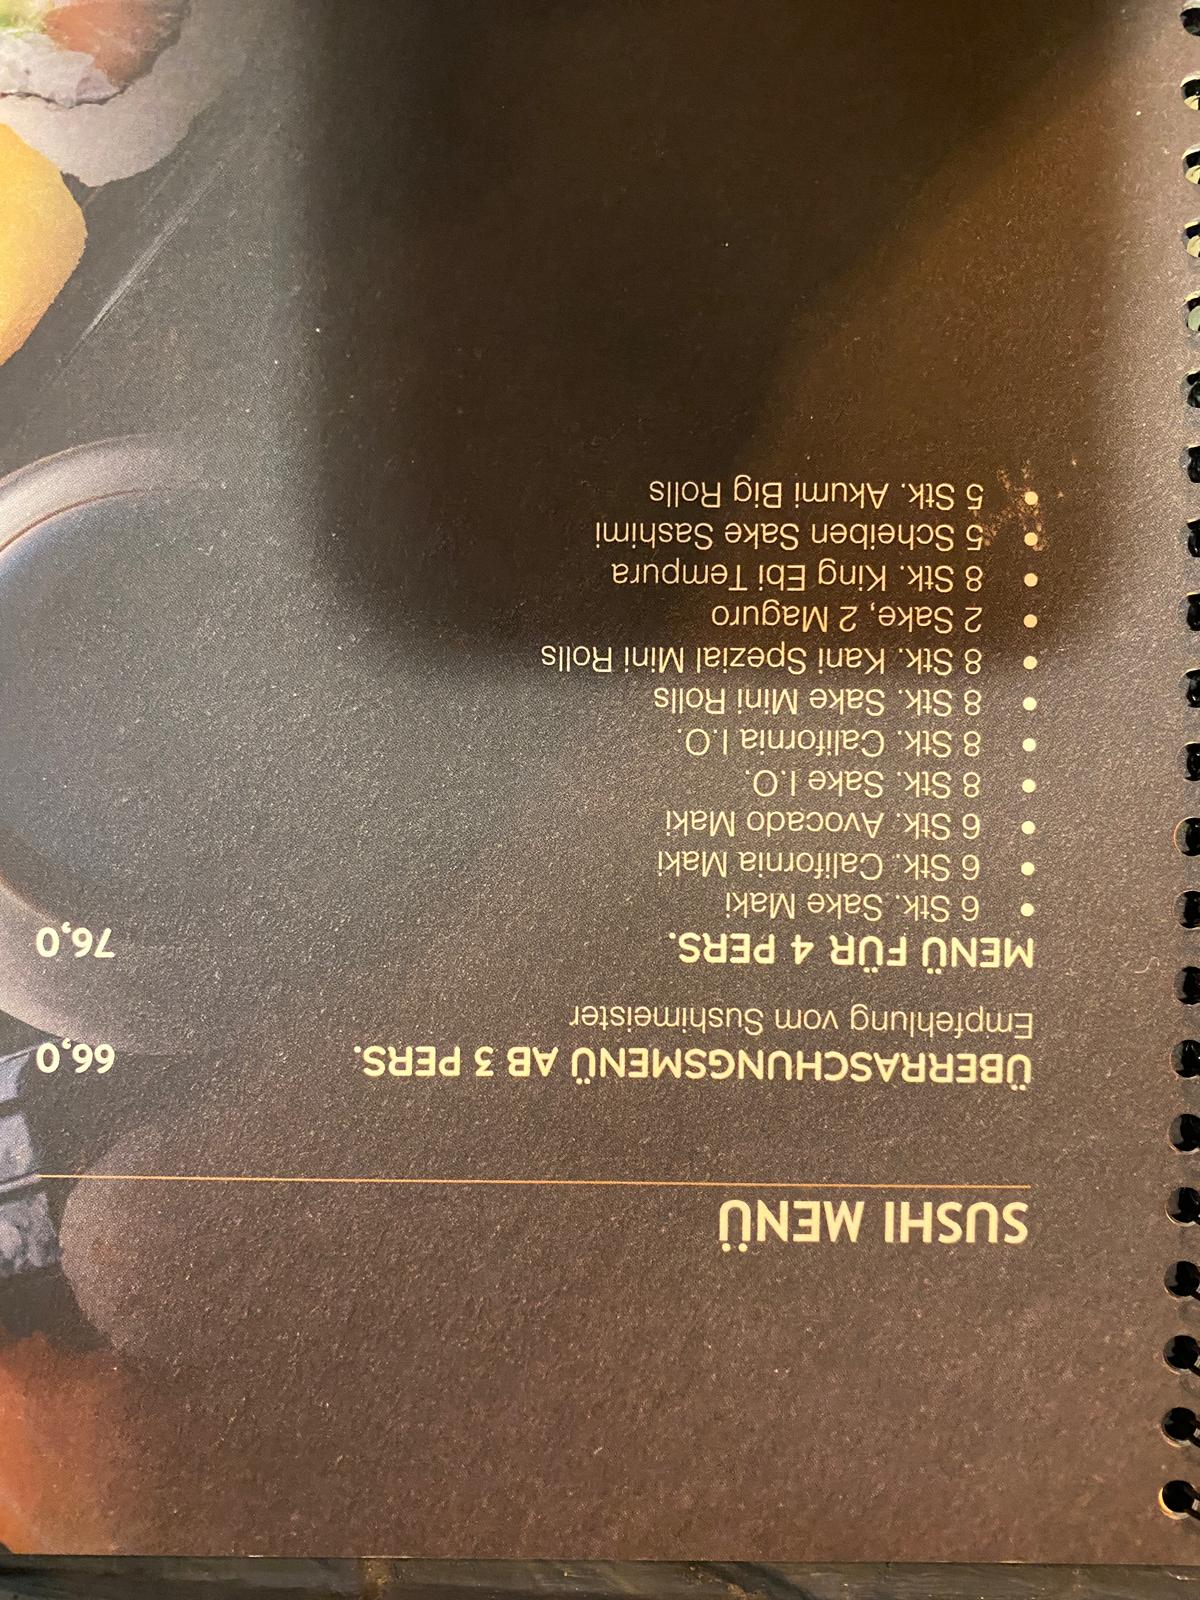 SUSHI MENÜ
ÜBERRASCHUNGSMENÜ AB 3 PERS. 66,0
Empfehlung vom Sushimeister
MENÜ FÜR 4 PERS. 76,0
• 6 Stk. Sake Maki
• 6 Stk. California Maki
• 6 Stk. Avocado Maki
• 8 Stk. Sake I.O.
• 8 Stk. California I.O.
• 8 Stk. Sake Mini Rolls
• 8 Stk. Kani Spezial Mini Rolls
• 2 Sake, 2 Maguro
• 8 Stk. King Ebi Tempura
• 5 Scheiben Sake Sashimi
• 5 Stk. Akumi Big Rolls